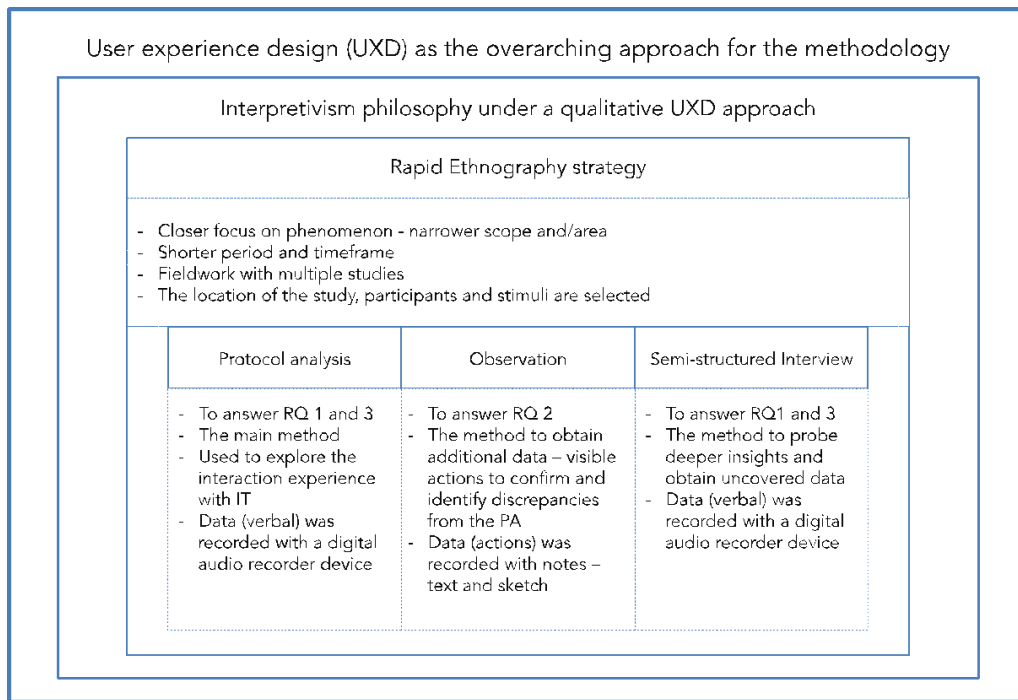 User experience design (UXD) as the overarching approach for the methodology
Interpretivism philosophy under a qualitative UXD approach
Rapid Ethnography strategy
- Closer focus on phenomenon - narrower scope and/area
- Shorter period and timeframe
- Fieldwork with multiple studies
- The location of the study, participants and stimuli are selected
Protocol analysis
- To answer RQ 1 and 3
- The main method
- Used to explore the
interaction experience
with IT
- Data (verbal) was
recorded with a digital
audio recorder device
Observation
- To answer RQ 2
- The method to obtain
additional data – visible
actions to confirm and
identify discrepancies
from the PA
- Data (actions) was
recorded with notes –
text and sketch
Semi-structured Interview
- To answer RQ1 and 3
- The method to probe
deeper insights and
obtain uncovered data
- Data (verbal) was
recorded with a digital
audio recorder device